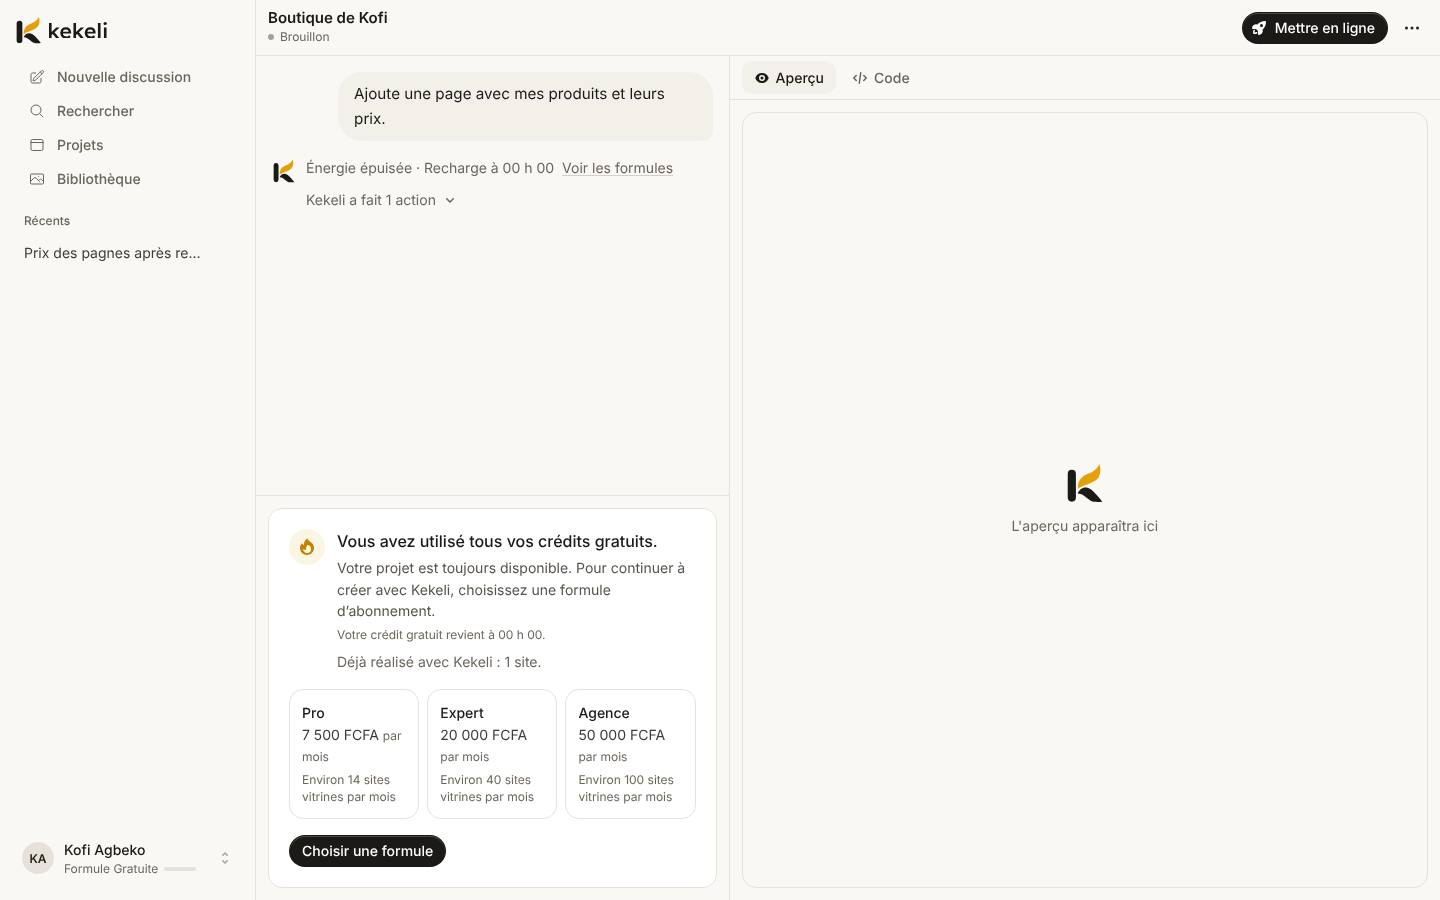 kekeli
Nouvelle discussion
Rechercher
Projets
Bibliothèque
Récents
Prix des pagnes après re...
KA
Kofi Agbeko
Formule Gratuite
Boutique de Kofi
Brouillon
Mettre en ligne
Ajoute une page avec mes produits et leurs
prix.
Énergie épuisée · Recharge à 00 h 00 Voir les formules
Kekeli a fait 1 action
Vous avez utilisé tous vos crédits gratuits.
Votre projet est toujours disponible. Pour continuer à
créer avec Kekeli, choisissez une formule
d’abonnement.
Votre crédit gratuit revient à 00 h 00.
Déjà réalisé avec Kekeli : 1 site.
Pro
7 500 FCFA par
mois
Environ 14 sites
vitrines par mois
Expert
20 000 FCFA
par mois
Environ 40 sites
vitrines par mois
Agence
50 000 FCFA
par mois
Environ 100 sites
vitrines par mois
Choisir une formule
Aperçu
Code
L'aperçu apparaîtra ici